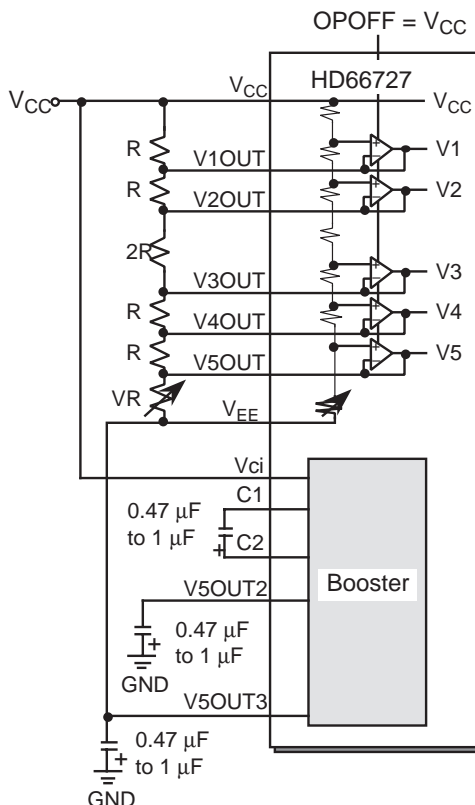 OPOFF = VCC
HD66727
VCC
VCC
VCC
R
V1OUT
V1
R
V2OUT
V2
2R
V3OUT
V3
R
V4OUT
V4
R
V5OUT
V5
VR
VEE
Vci
0.47 μF
to 1 μF
C1
+
C2
Booster
V5OUT2
0.47 μF
to 1 μF
+
GND
V5OUT3
0.47 μF
to 1 μF
+
GND